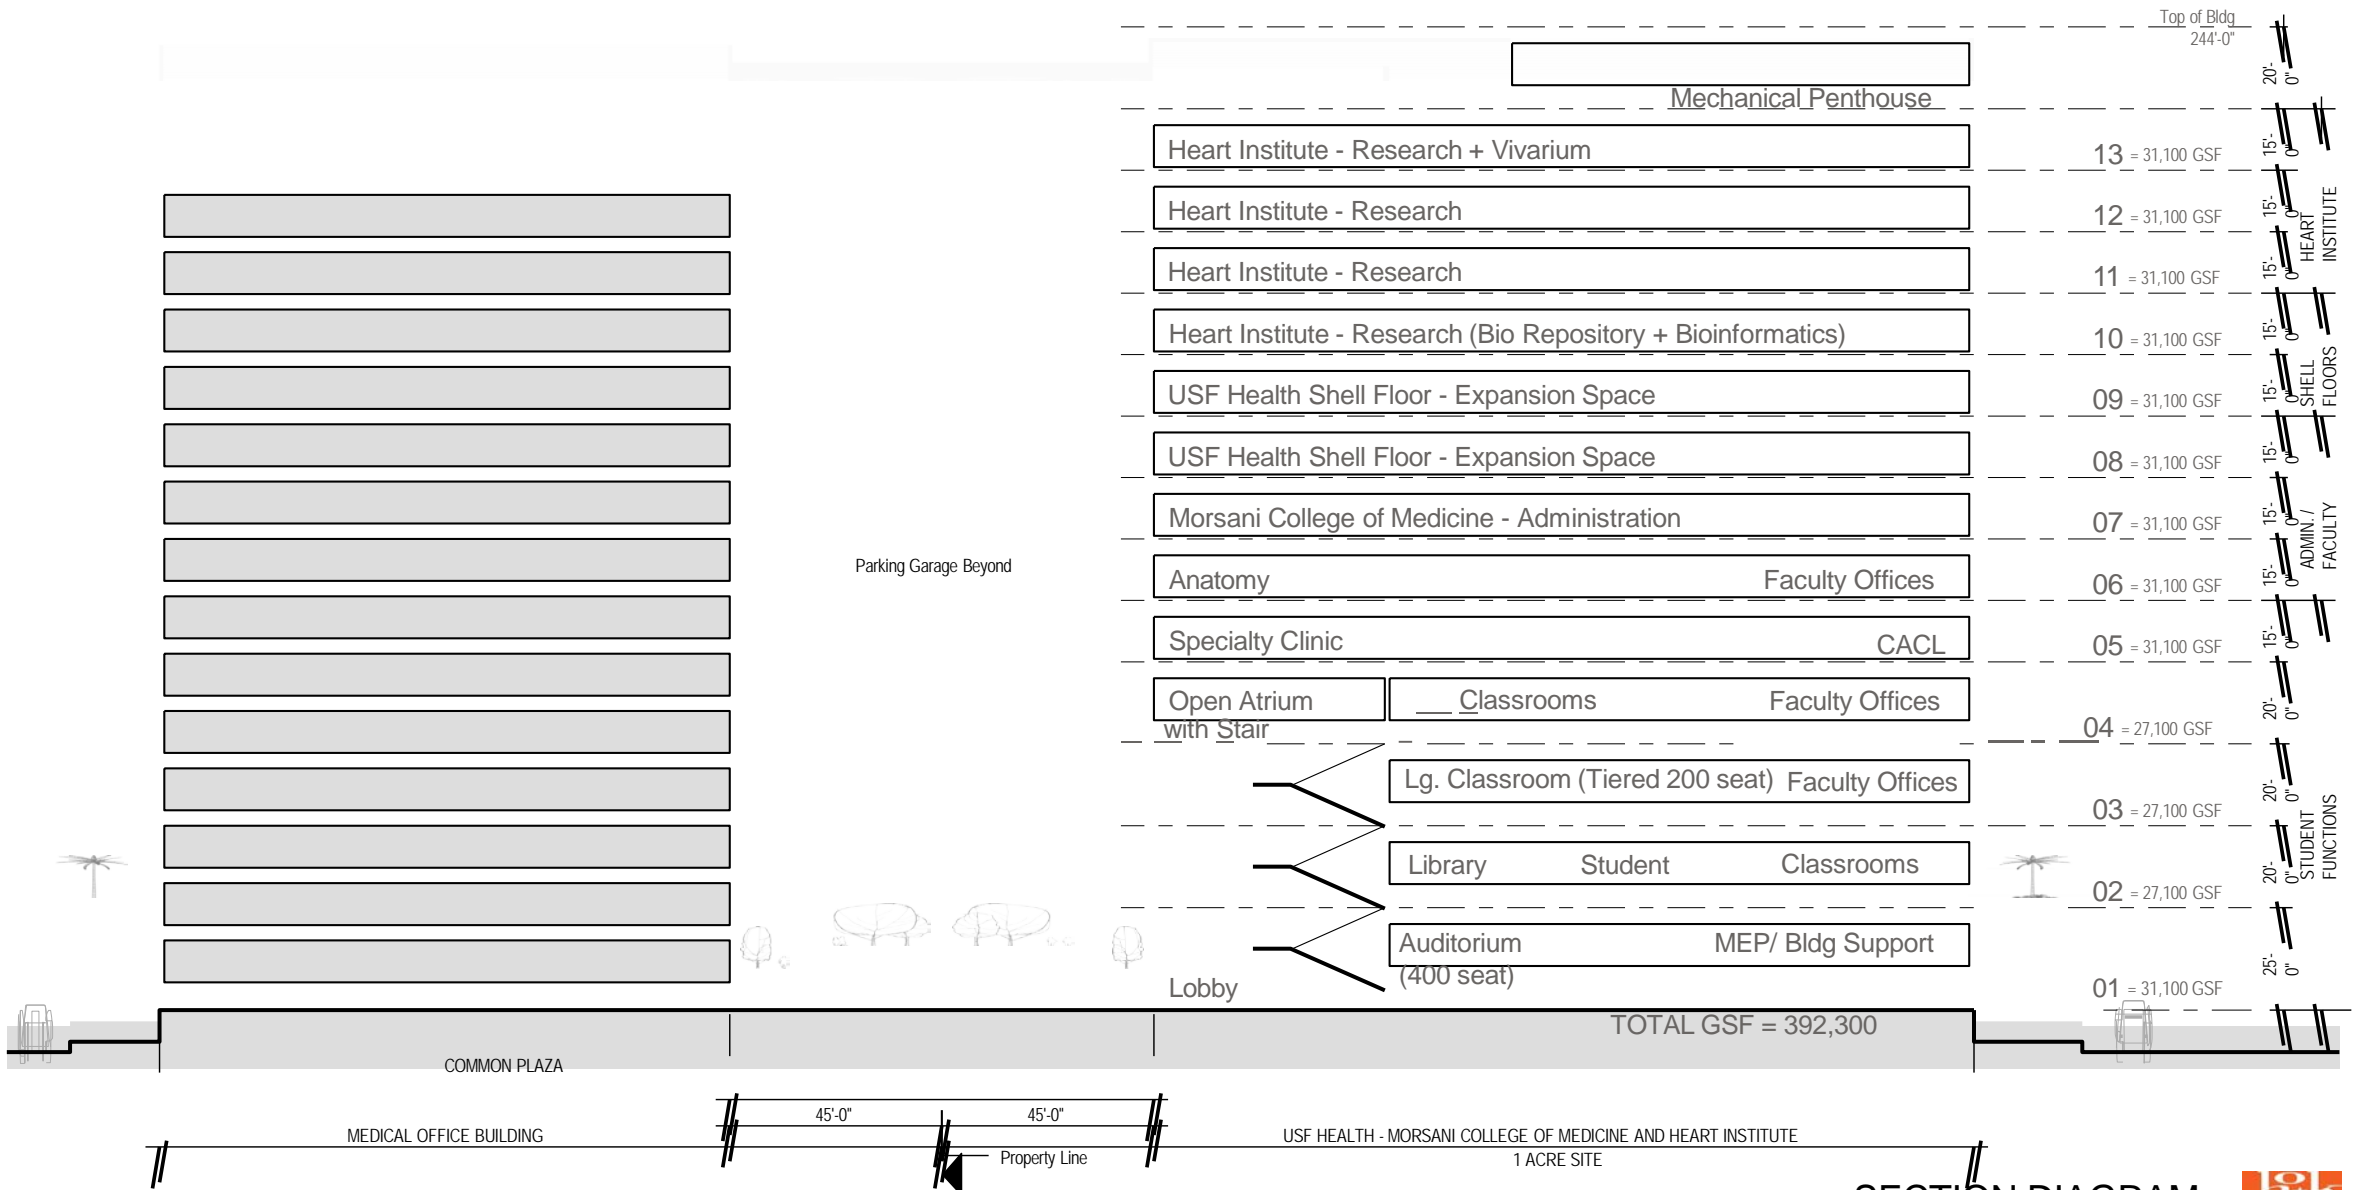 Top of Bldg
244'-0"
20'-0"
Mechanical Penthouse
Heart Institute - Research + Vivarium
13 = 31,100 GSF
15'-0"
Heart Institute - Research
12 = 31,100 GSF
15'-0"
HEART
INSTITUTE
Heart Institute - Research
11 = 31,100 GSF
15'-0"
Heart Institute - Research (Bio Repository + Bioinformatics)
10 = 31,100 GSF
15'-0"
SHELL
FLOORS
USF Health Shell Floor - Expansion Space
09 = 31,100 GSF
15'-0"
USF Health Shell Floor - Expansion Space
08 = 31,100 GSF
15'-0"
Morsani College of Medicine - Administration
07 = 31,100 GSF
15'-0"
ADMIN. /
FACULTY
Parking Garage Beyond
Anatomy Faculty Offices
06 = 31,100 GSF
15'-0"
Specialty Clinic CACL
05 = 31,100 GSF
15'-0"
Open Atrium
with Stair
Classrooms Faculty Offices
04 = 27,100 GSF
20'-0"
Lg. Classroom (Tiered 200 seat) Faculty Offices
03 = 27,100 GSF
20'-0"
STUDENT
FUNCTIONS
Library Student Classrooms
02 = 27,100 GSF
20'-0"
Auditorium
(400 seat)
MEP/ Bldg Support
Lobby
01 = 31,100 GSF
25'-0"
TOTAL GSF = 392,300
COMMON PLAZA
45'-0" 45'-0"
MEDICAL OFFICE BUILDING
USF HEALTH - MORSANI COLLEGE OF MEDICINE AND HEART INSTITUTE
Property Line
1 ACRE SITE
SECTION DIAGRAM